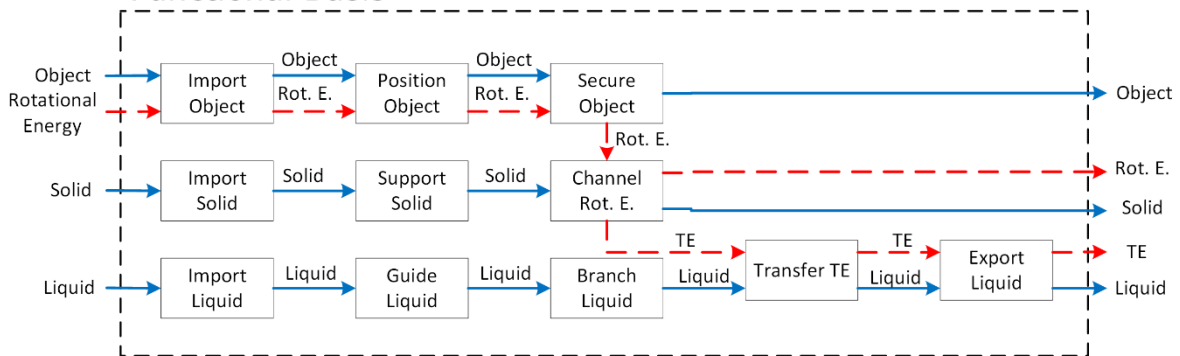 Functional Basis
Object
Rotational
Energy
Import
Object
Object
Rot. E.
Position
Object
Object
Rot. E.
Secure
Object
Object
Rot. E.
Solid
Import
Solid
Solid
Support
Solid
Solid
Channel
Rot. E.
Rot. E.
Solid
TE
Liquid
Import
Liquid
Liquid
Guide
Liquid
Liquid
Branch
Liquid
Liquid
Transfer TE
TE
Liquid
Export
Liquid
TE
Liquid